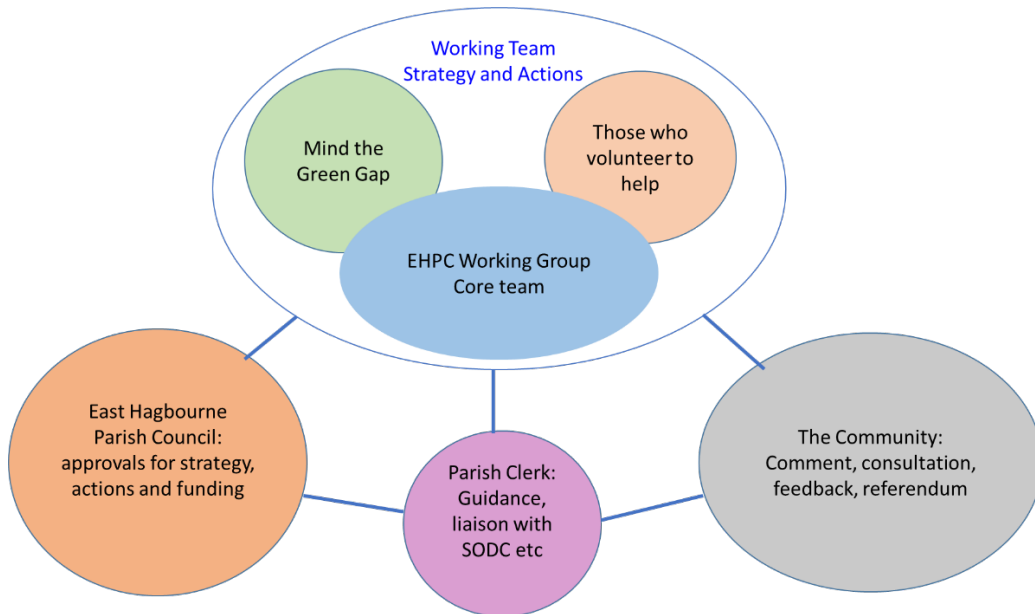 Working Team
Strategy and Actions
Mind the
Green Gap
Those who
volunteer to
help
EHPC Working Group
Core team
East Hagbourne
Parish Council:
approvals for strategy,
actions and funding
Parish Clerk:
Guidance,
liaison with
SODC etc
The Community:
Comment, consultation,
feedback, referendum